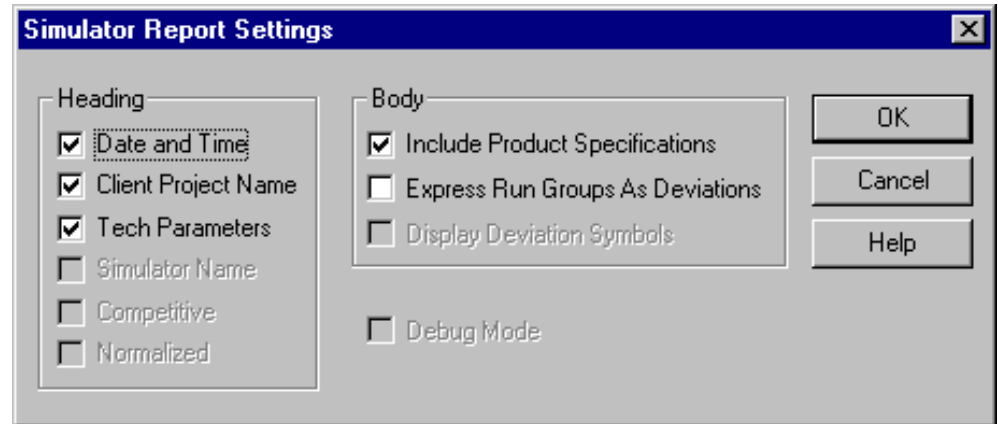 Simulator Report Settings
Heading
Date and Time
Client Project Name
Tech Parameters
Simulator Name
Competitive
Normalized
Body
Include Product Specifications
Express Run Groups As Deviations
Display Deviation Symbols
Debug Mode
OK
Cancel
Help